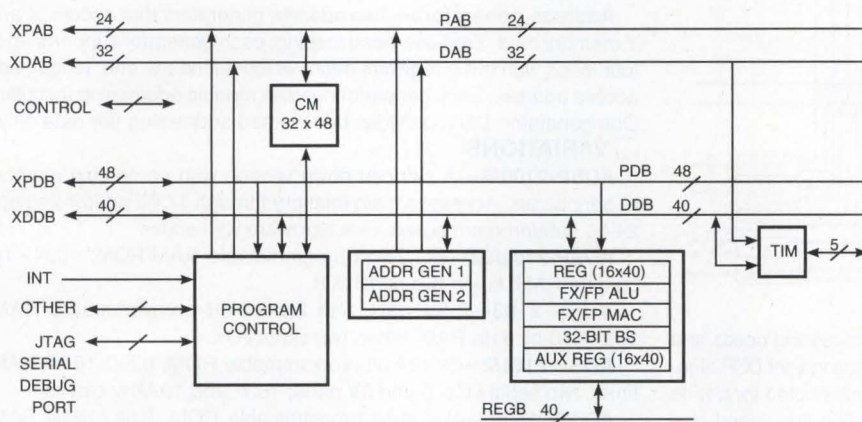 XPAB 24 PAB 24
XDAB 32 DAB 32
CONTROL
CM
32 x 48
XPDB 48 PDB 48
XDDB 40 DDB 40
INT
OTHER
JTAG
SERIAL
DEBUG
PORT
PROGRAM
CONTROL
ADDR GEN 1
ADDR GEN 2
REG (16x40)
FX/FP ALU
FX/FP MAC
32-BIT BS
AUX REG (16x40)
TIM 5
REGB 40